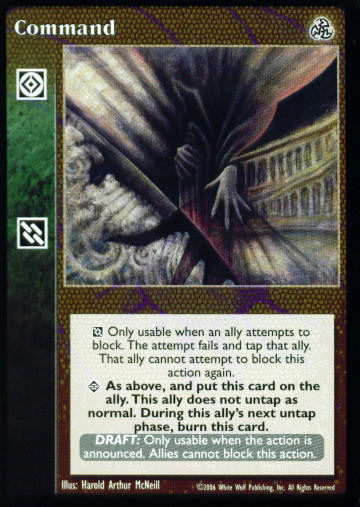 Command
Only usable when an ally attempts to
block. The attempt fails and tap that ally.
That ally cannot attempt to block this
action again.
As above, and put this card on the
ally. This ally does not untap as
normal. During this ally's next untap
phase, burn this card.
DRAFT: Only usable when the action is
announced. Allies cannot block this action.
Illus: Harold Arthur McNeill ©2006 White Wolf Publishing, Inc. All Rights Reserved